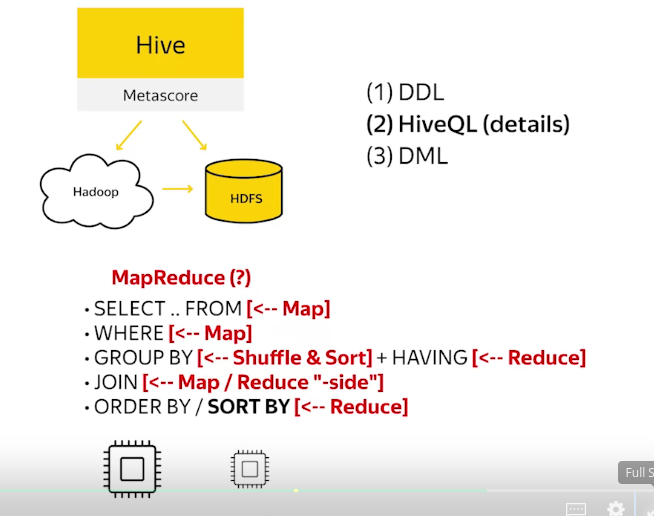 Hive
Metascore
Hadoop
HDFS
(1) DDL
(2) HiveQL (details)
(3) DML
MapReduce (?)
• SELECT .. FROM [<-- Map]
• WHERE [<-- Map]
• GROUP BY [<-- Shuffle & Sort] + HAVING [<-- Reduce]
• JOIN [<-- Map / Reduce "-side"]
• ORDER BY / SORT BY [<-- Reduce]
Full S